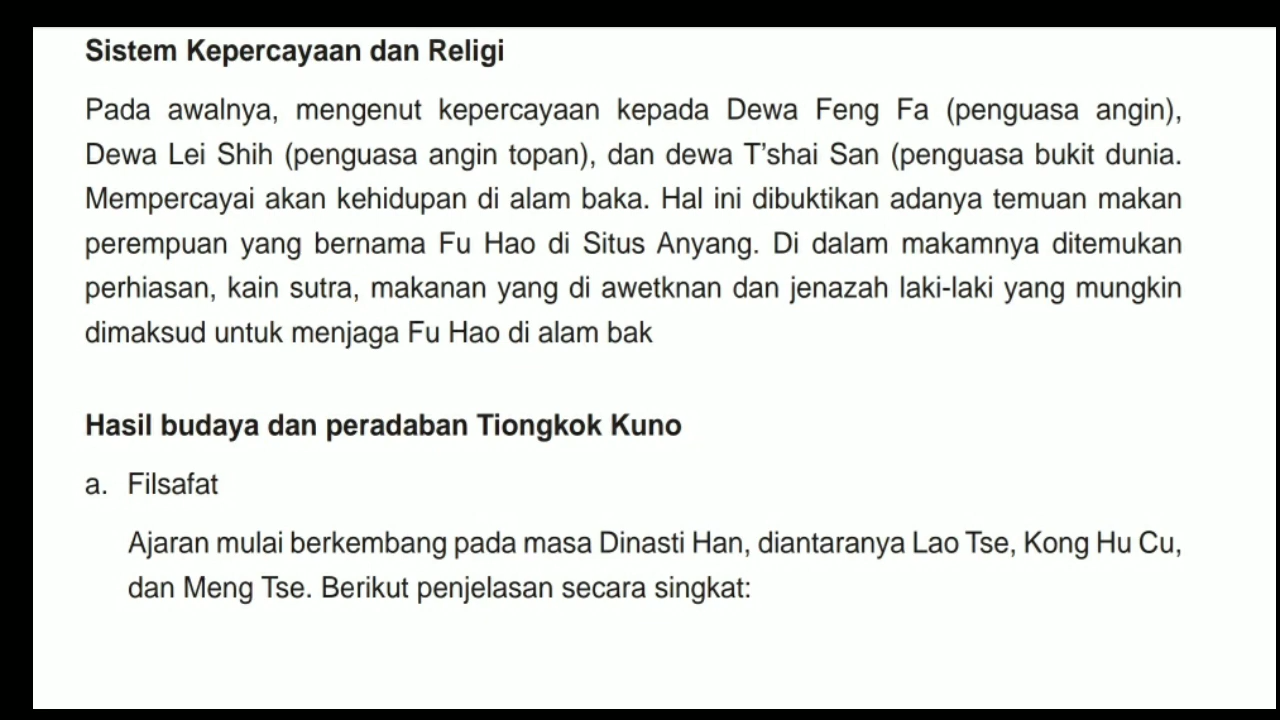 Sistem Kepercayaan dan Religi
Pada awalnya, mengenut kepercayaan kepada Dewa Feng Fa (penguasa angin),
Dewa Lei Shih (penguasa angin topan), dan dewa T’shai San (penguasa bukit dunia.
Mempercayai akan kehidupan di alam baka. Hal ini dibuktikan adanya temuan makan
perempuan yang bernama Fu Hao di Situs Anyang. Di dalam makamnya ditemukan
perhiasan, kain sutra, makanan yang di awetknan dan jenazah laki-laki yang mungkin
dimaksud untuk menjaga Fu Hao di alam bak
Hasil budaya dan peradaban Tiongkok Kuno
a. Filsafat
Ajaran mulai berkembang pada masa Dinasti Han, diantaranya Lao Tse, Kong Hu Cu,
dan Meng Tse. Berikut penjelasan secara singkat: